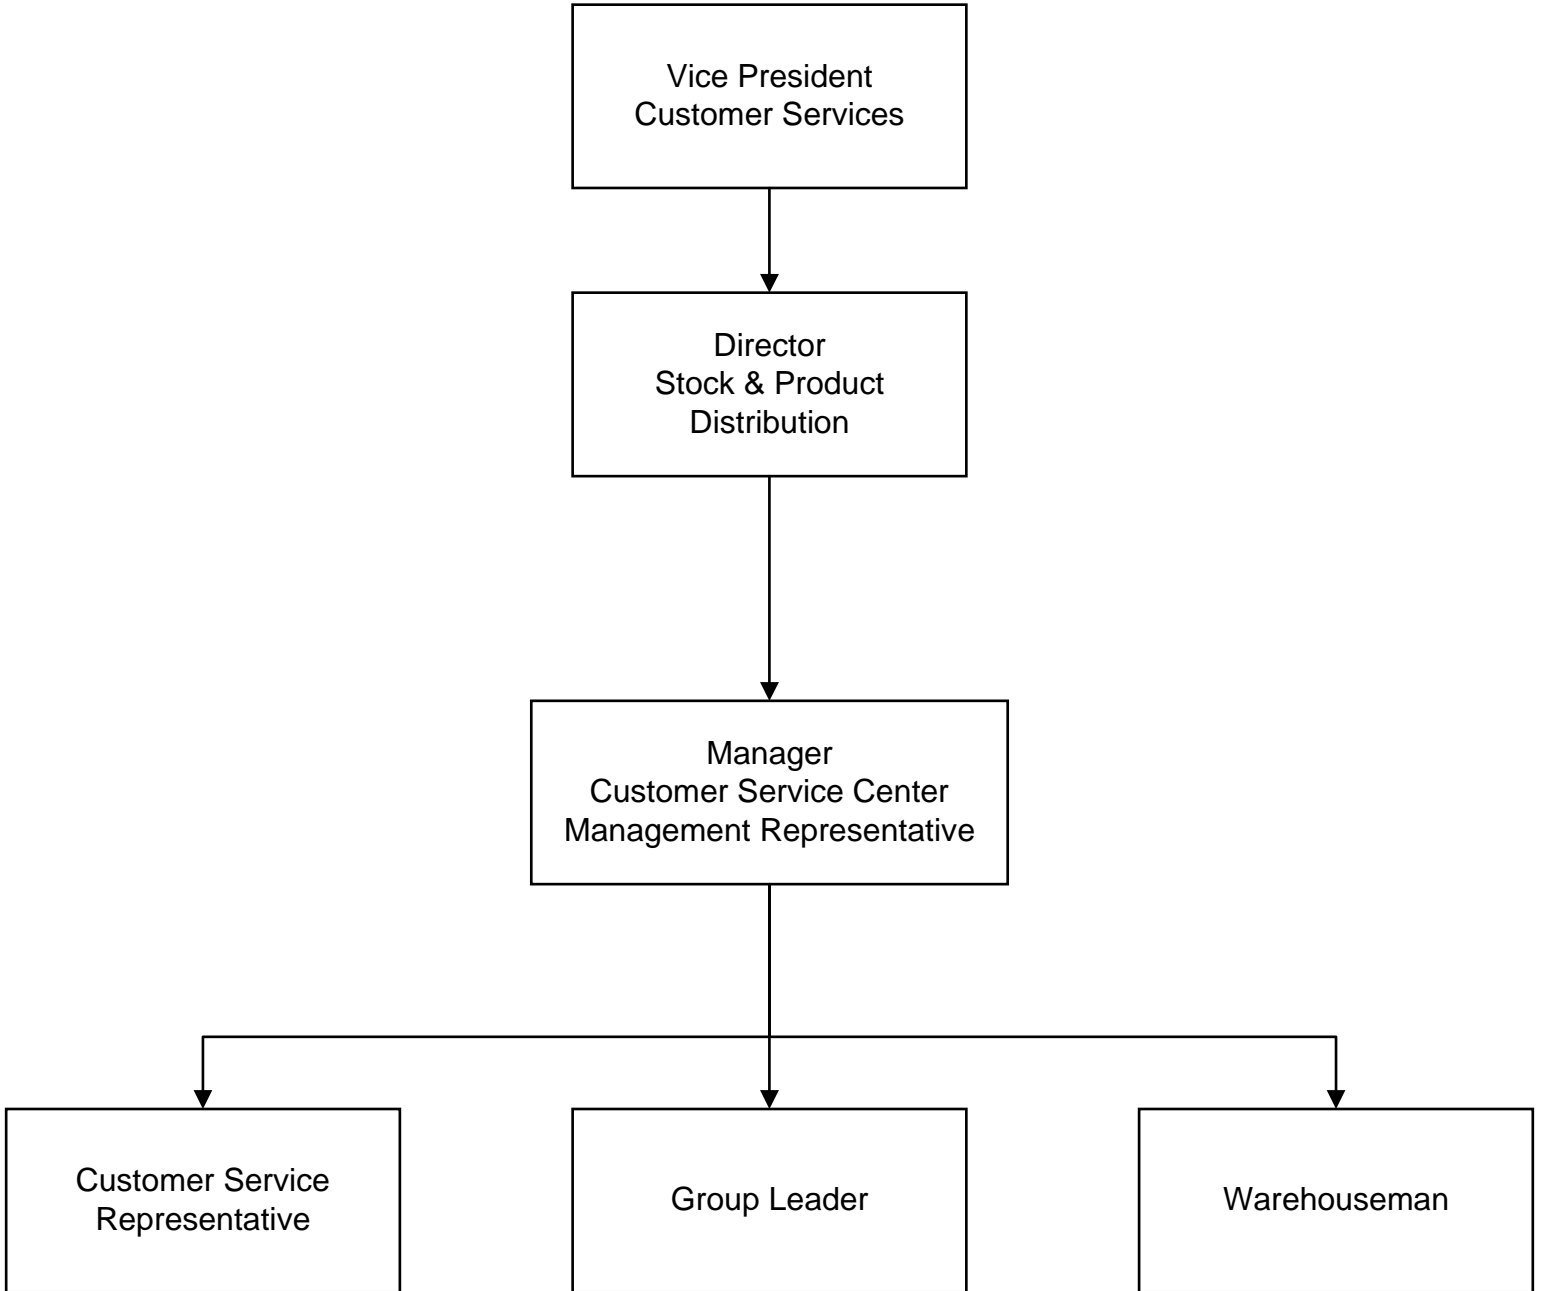 Vice President
Customer Services
Director
Stock & Product
Distribution
Manager
Customer Service Center
Management Representative
Customer Service
Representative
Group Leader
Warehouseman